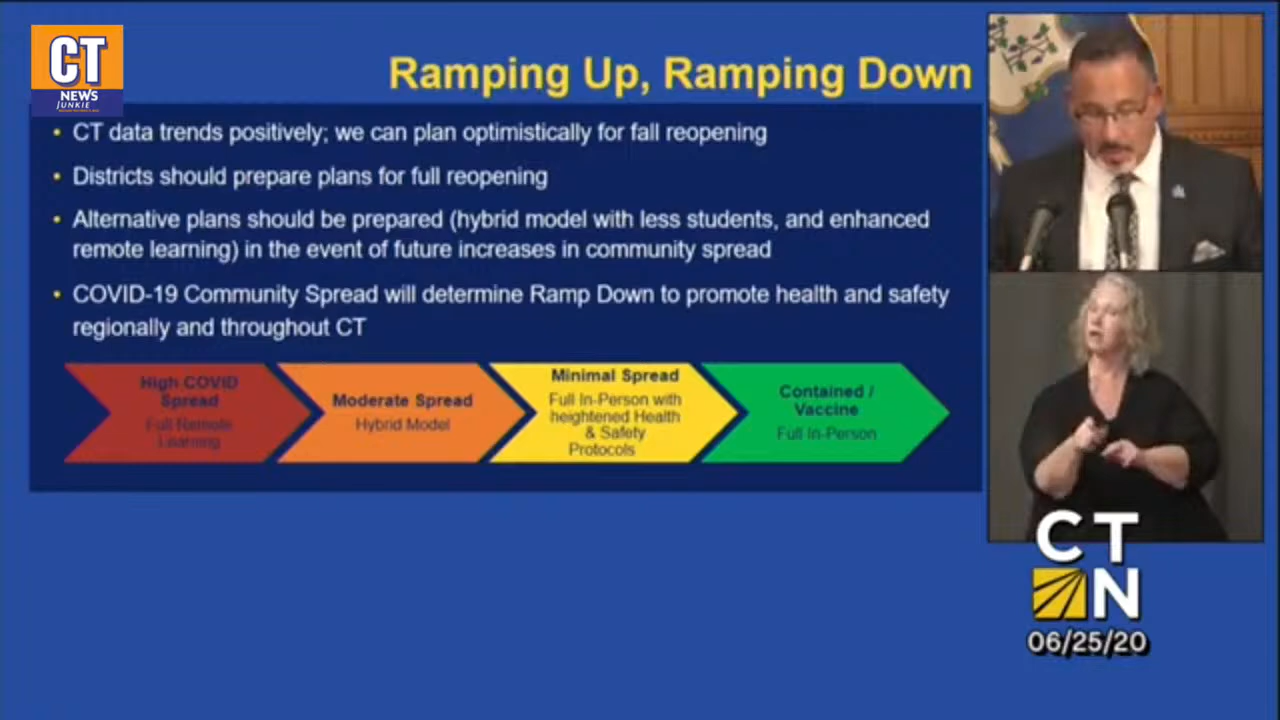 CT
NEWS
JUNKIE
Ramping Up, Ramping Down
• CT data trends positively; we can plan optimistically for fall reopening
• Districts should prepare plans for full reopening
• Alternative plans should be prepared (hybrid model with less students, and enhanced
remote learning) in the event of future increases in community spread
• COVID-19 Community Spread will determine Ramp Down to promote health and safety
regionally and throughout CT
High COVID
Spread
Full Remote
Learning
Moderate Spread
Hybrid Model
Minimal Spread
Full In-Person with
heightened Health
& Safety
Protocols
Contained /
Vaccine
Full In-Person
CT
N
06/25/20